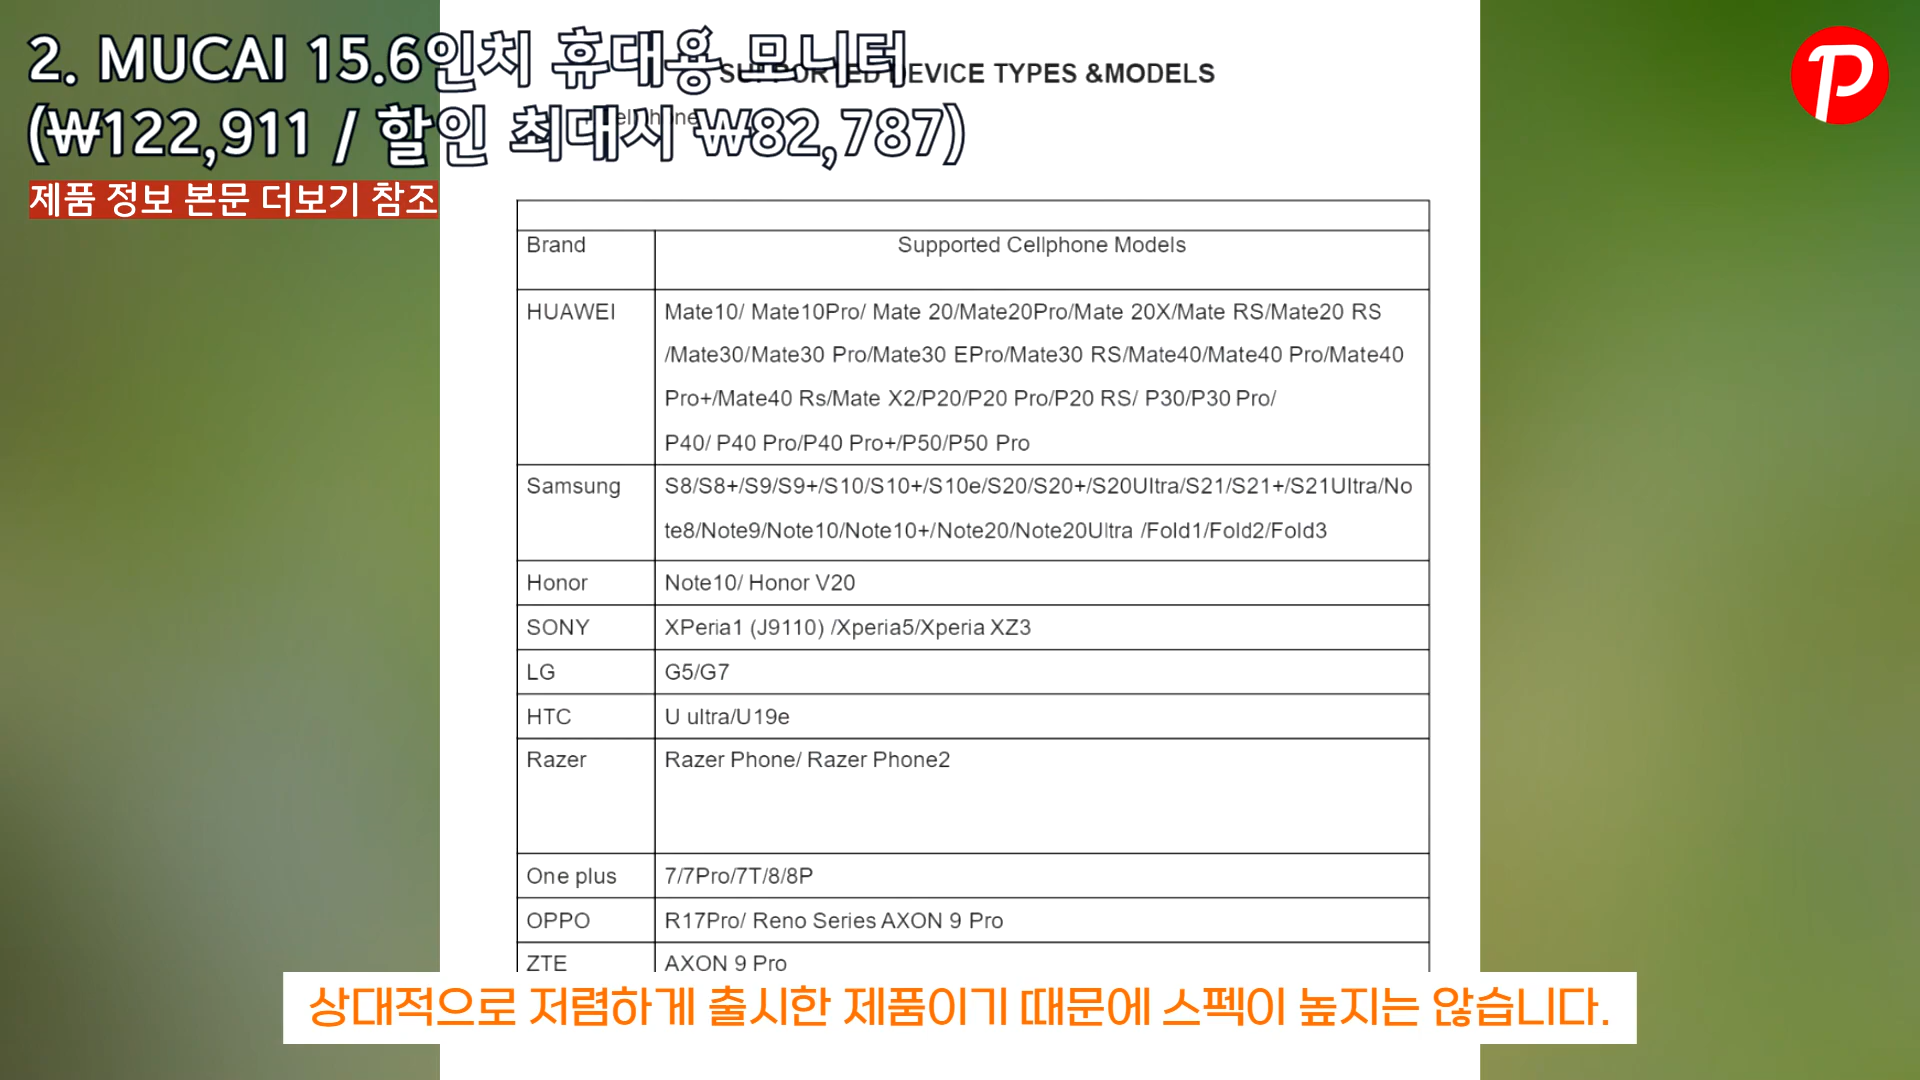 2. MUCAI 15.6인치 휴대용 모니터
(₩122,911 / 할인 최대시 ₩82,787)
제품 정보 본문 더보기 참조
SUPPORTED DEVICE TYPES &MODELS
P
Brand Supported Cellphone Models
HUAWEI Mate10/ Mate10Pro/ Mate 20/Mate20Pro/Mate 20X/Mate RS/Mate20 RS
/Mate30/Mate30 Pro/Mate30 EPro/Mate30 RS/Mate40/Mate40 Pro/Mate40
Pro+/Mate40 Rs/Mate X2/P20/P20 Pro/P20 RS/ P30/P30 Pro/
P40/ P40 Pro/P40 Pro+/P50/P50 Pro
Samsung S8/S8+/S9/S9+/S10/S10+/S10e/S20/S20+/S20Ultra/S21/S21+/S21Ultra/No
te8/Note9/Note10/Note10+/Note20/Note20Ultra /Fold1/Fold2/Fold3
Honor Note10/ Honor V20
SONY XPeria1 (J9110) /Xperia5/Xperia XZ3
LG G5/G7
HTC U ultra/U19e
Razer Razer Phone/ Razer Phone2
One plus 7/7Pro/7T/8/8P
OPPO R17Pro/ Reno Series AXON 9 Pro
ZTE AXON 9 Pro
상대적으로 저렴하게 출시한 제품이기 때문에 스펙이 높지는 않습니다.